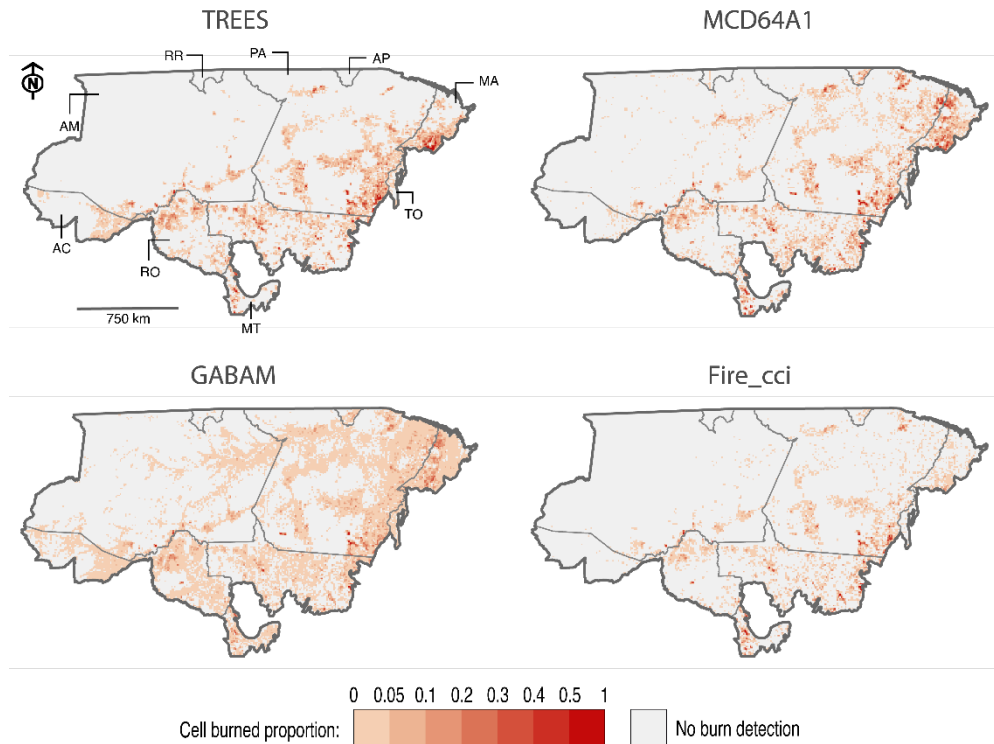 TREES
MCD64A1
RR
PA
AP
MA
N
AM
TO
AC
RO
750 km
MT
GABAM
Fire_cci
0 0.05 0.1 0.2 0.3 0.4 0.5 1
Cell burned proportion:
No burn detection